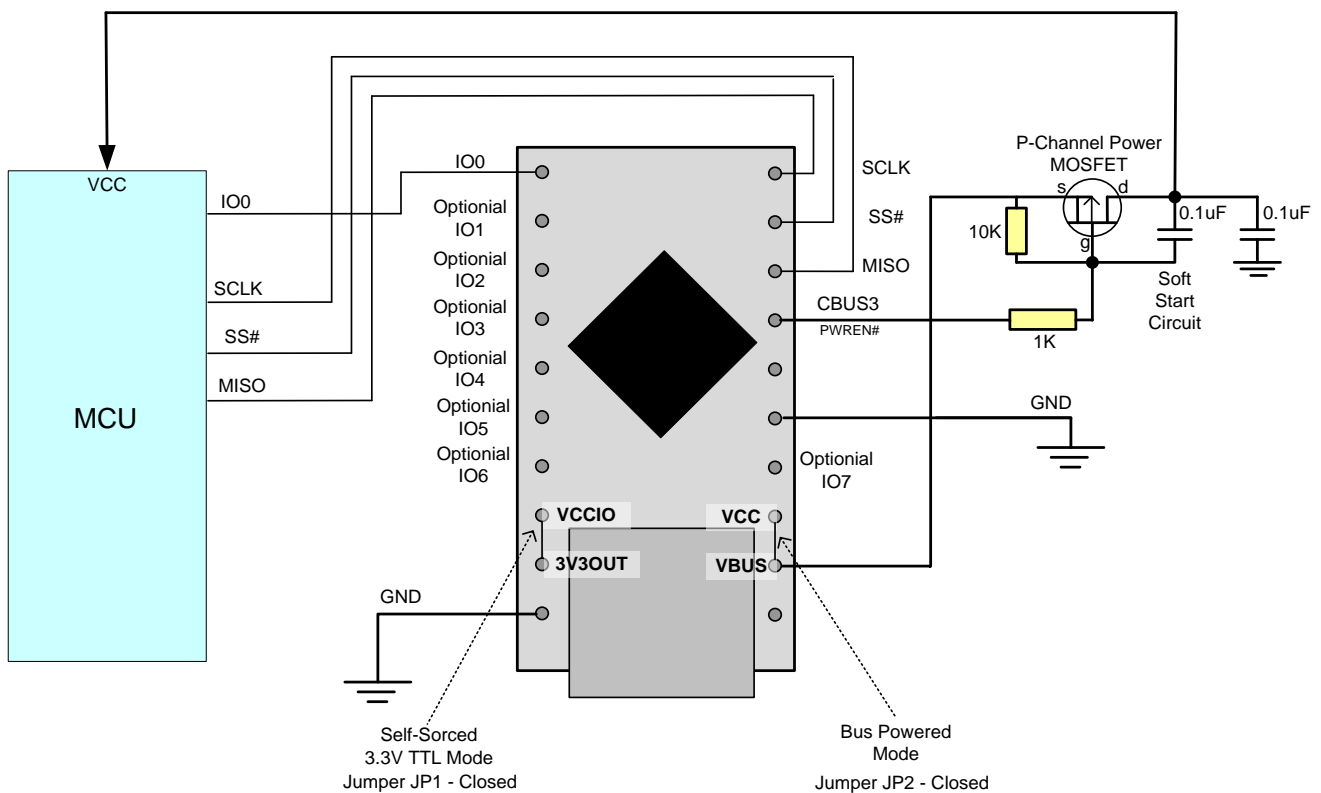 VCC
IO0
SCLK
SS#
MISO
MCU
IO0
Optionial
IO1
Optionial
IO2
Optionial
IO3
Optionial
IO4
Optionial
IO5
Optionial
IO6
VCCIO
3V3OUT
GND
SCLK
SS#
MISO
CBUS3
PWREN#
GND
Optionial
IO7
VCC
VBUS
P-Channel Power
MOSFET
s
d
g
10K
1K
0.1uF
0.1uF
Soft
Start
Circuit
Self-Sorced
3.3V TTL Mode
Jumper JP1 - Closed
Bus Powered
Mode
Jumper JP2 - Closed